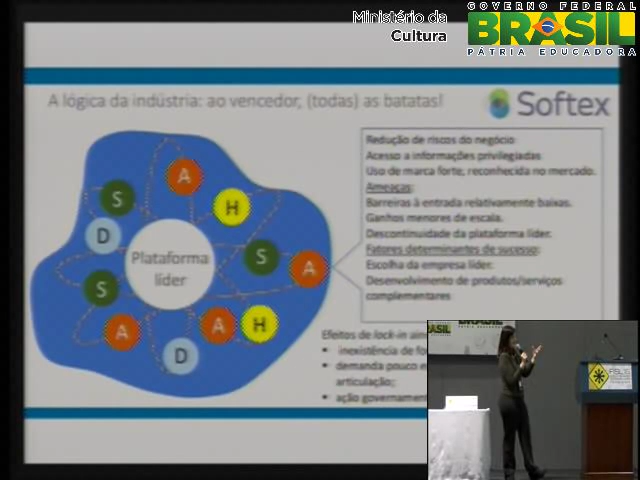 Ministério da
Cultura
GOVERNO FEDERAL
BRASIL
PÁTRIA EDUCADORA
A lógica da indústria: ao vencedor, (todas) as batatas!
Softex
Redução de riscos do negócio
Acesso a informações privilegiadas
Uso de marca forte, reconhecida no mercado.
Ameaças:
Barreiras à entrada relativamente baixas.
Ganhos menores de escala.
Descontinuidade da plataforma líder.
Fatores determinantes de sucesso:
Escolha da empresa líder.
Desenvolvimento de produtos/serviços
complementares
A
S
H
D
Plataforma
líder
S
A
S
A
A
H
D
Efeitos de lock-in
inexistência de
demanda pouco
articulação;
ação
BRASIL